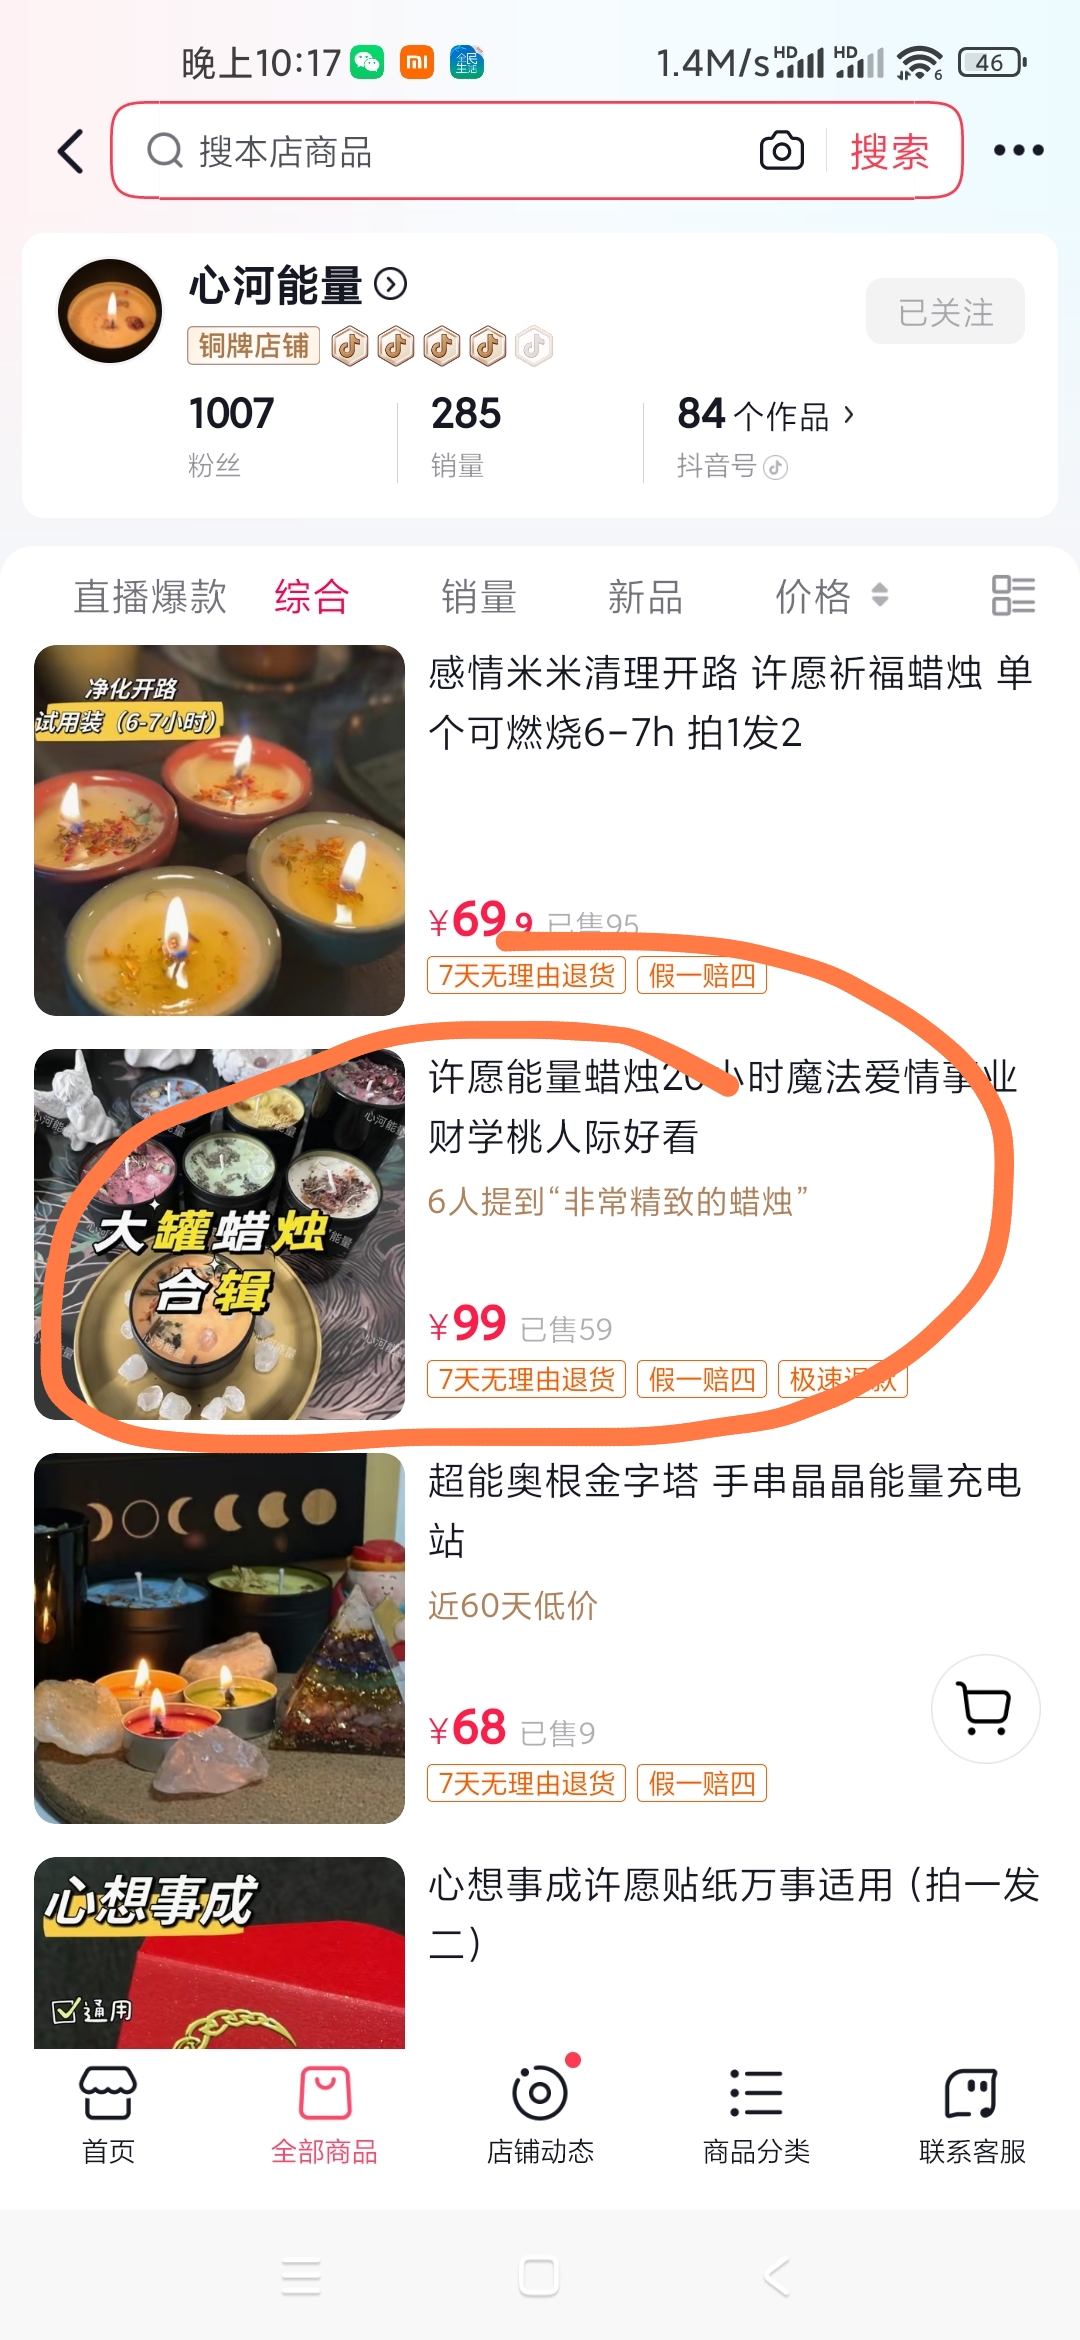 晚上10:17
1.4M/s HD HD 6 46
搜本店商品
搜索
心河能量
已关注
铜牌店铺
1007
285
84个作品
粉丝
销量
抖音号
直播爆款 综合 销量 新品 价格
净化开路
试用装（6-7小时）
感情米米清理开路 许愿祈福蜡烛 单
个可燃烧6-7h 拍1发2
¥69.9 已售95
7天无理由退货 假一赔四
大罐蜡烛
合辑
心河能量
许愿能量蜡烛20小时魔法爱情事业
财学桃人际好看
6人提到“非常精致的蜡烛”
¥99 已售59
7天无理由退货 假一赔四 极速退款
超能奥根金字塔 手串晶晶能量充电
站
近60天低价
¥68 已售9
7天无理由退货 假一赔四
心想事成
通用
心想事成许愿贴纸万事适用（拍一发
二）
首页
全部商品
店铺动态
商品分类
联系客服